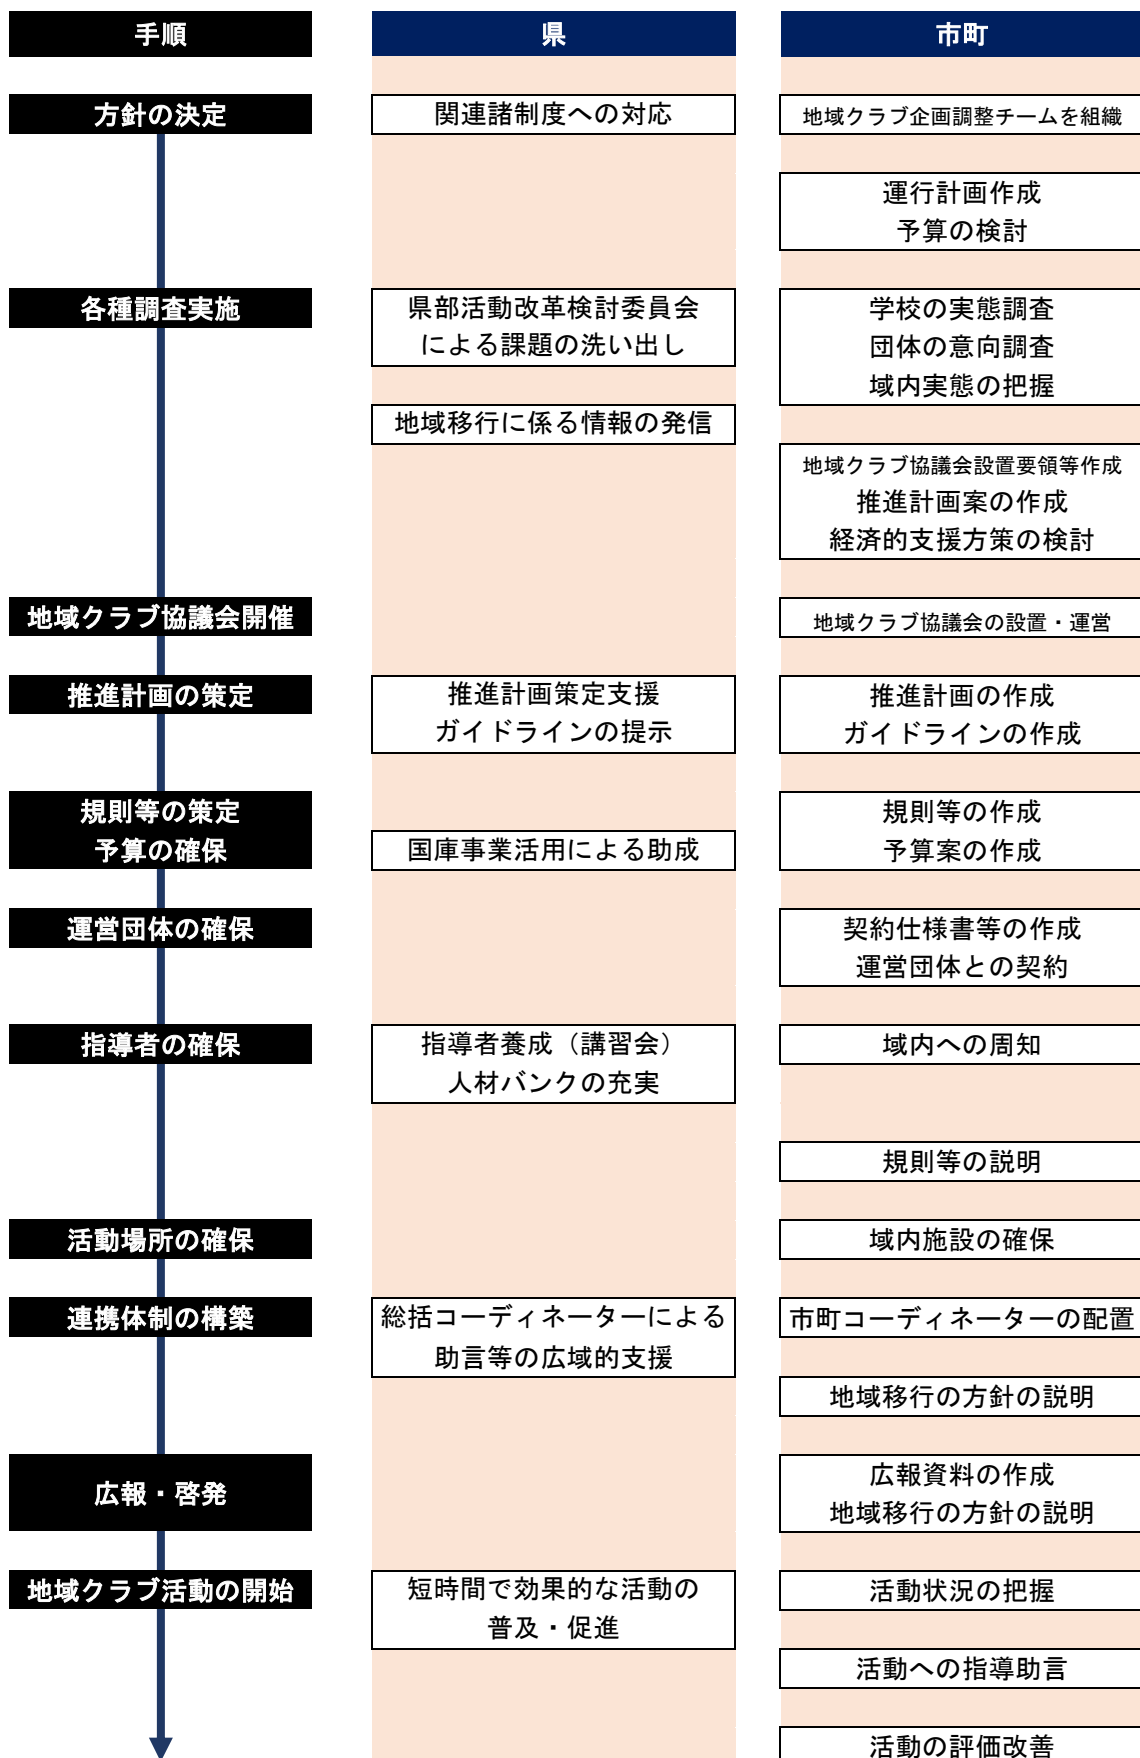 手順
県
市町
方針の決定
関連諸制度への対応
地域クラブ企画調整チームを組織
運行計画作成
予算の検討
各種調査実施
県部活動改革検討委員会
による課題の洗い出し
学校の実態調査
団体の意向調査
域内実態の把握
地域移行に係る情報の発信
地域クラブ協議会設置要領等作成
推進計画案の作成
経済的支援方策の検討
地域クラブ協議会開催
地域クラブ協議会の設置・運営
推進計画の策定
推進計画策定支援
ガイドラインの提示
推進計画の作成
ガイドラインの作成
規則等の策定
予算の確保
国庫事業活用による助成
規則等の作成
予算案の作成
運営団体の確保
契約仕様書等の作成
運営団体との契約
指導者の確保
指導者養成（講習会）
人材バンクの充実
域内への周知
規則等の説明
活動場所の確保
域内施設の確保
連携体制の構築
総括コーディネーターによる
助言等の広域的支援
市町コーディネーターの配置
地域移行の方針の説明
広報・啓発
広報資料の作成
地域移行の方針の説明
地域クラブ活動の開始
短時間で効果的な活動の
普及・促進
活動状況の把握
活動への指導助言
活動の評価改善